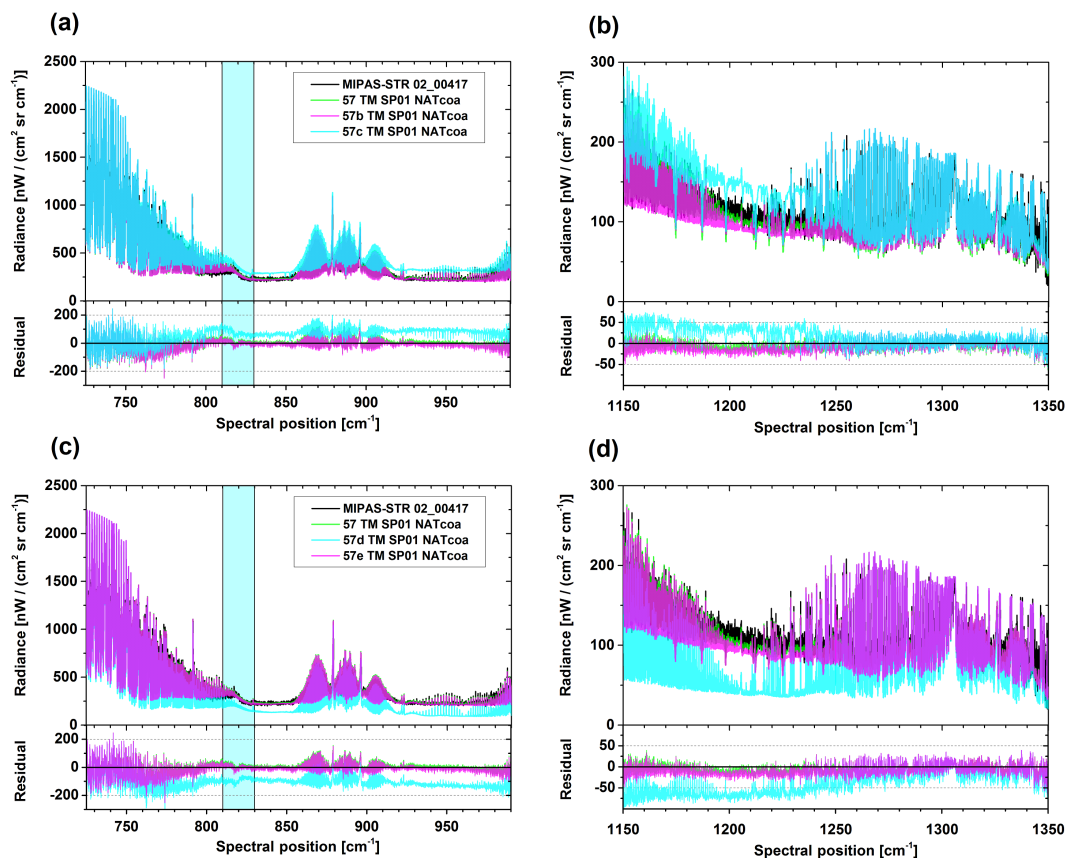 (a)
2500
2000
1500
1000
500
0
Radiance [nW / (cm² sr cm⁻¹)]
MIPAS-STR 02_00417
57 TM SP01 NATcoa
57b TM SP01 NATcoa
57c TM SP01 NATcoa
200
0
-200
Residual
750 800 850 900 950
Spectral position [cm⁻¹]
(b)
300
200
100
0
Radiance [nW / (cm² sr cm⁻¹)]
50
0
-50
Residual
1150 1200 1250 1300 1350
Spectral position [cm⁻¹]
(c)
2500
2000
1500
1000
500
0
Radiance [nW / (cm² sr cm⁻¹)]
MIPAS-STR 02_00417
57 TM SP01 NATcoa
57d TM SP01 NATcoa
57e TM SP01 NATcoa
200
0
-200
Residual
750 800 850 900 950
Spectral position [cm⁻¹]
(d)
300
200
100
0
Radiance [nW / (cm² sr cm⁻¹)]
50
0
-50
Residual
1150 1200 1250 1300 1350
Spectral position [cm⁻¹]